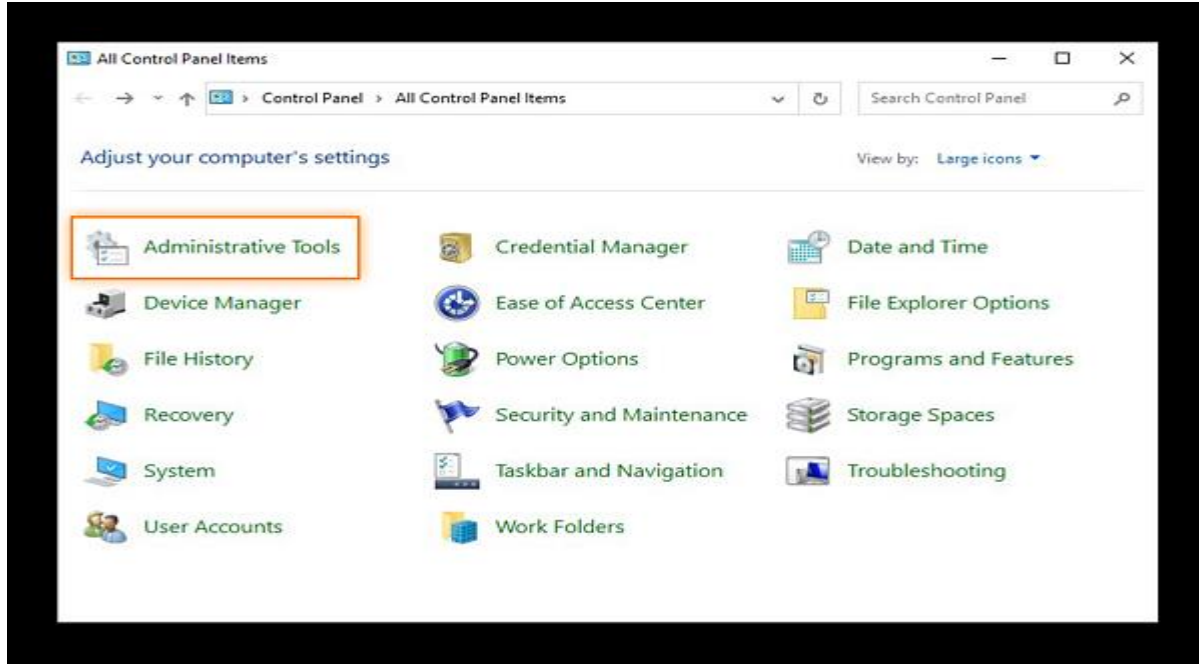 All Control Panel Items
Control Panel > All Control Panel Items Search Control Panel
Adjust your computer's settings View by: Large icons
Administrative Tools Credential Manager Date and Time
Device Manager Ease of Access Center File Explorer Options
File History Power Options Programs and Features
Recovery Security and Maintenance Storage Spaces
System Taskbar and Navigation Troubleshooting
User Accounts Work Folders